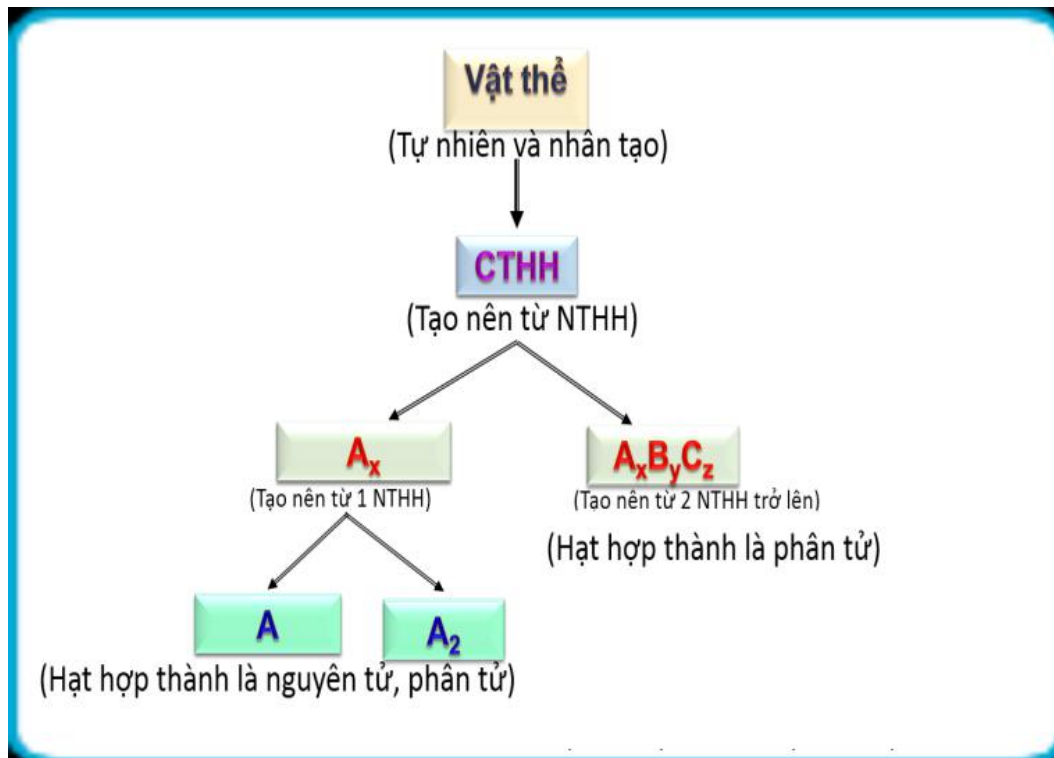 Vật thể
(Tự nhiên và nhân tạo)
CTHH
(Tạo nên từ NTHH)
Aₓ
(Tạo nên từ 1 NTHH)
AₓBᵧC𝓏
(Tạo nên từ 2 NTHH trở lên)
(Hạt hợp thành là phân tử)
A
A₂
(Hạt hợp thành là nguyên tử, phân tử)